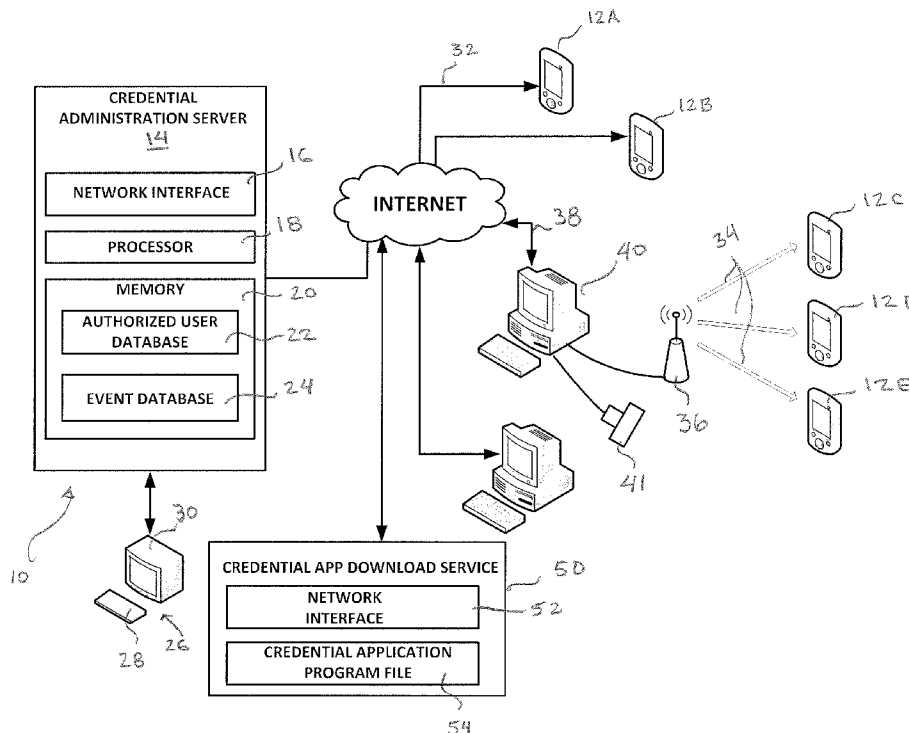 12A
32
12B
CREDENTIAL
ADMINISTRATION SERVER
14
16
NETWORK INTERFACE
INTERNET
18
PROCESSOR
38
40
34
12C
MEMORY
20
AUTHORIZED USER
DATABASE
22
12D
24
EVENT DATABASE
36
12E
41
30
10
28
26
CREDENTIAL APP DOWNLOAD SERVICE
50
NETWORK
INTERFACE
52
CREDENTIAL APPLICATION
PROGRAM FILE
54